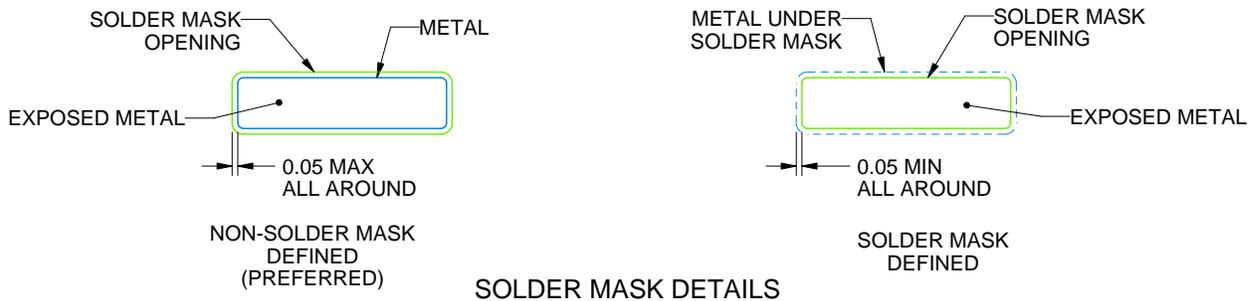 SOLDER MASK
OPENING
METAL
EXPOSED METAL
0.05 MAX
ALL AROUND
NON-SOLDER MASK
DEFINED
(PREFERRED)
METAL UNDER
SOLDER MASK
SOLDER MASK
OPENING
EXPOSED METAL
0.05 MIN
ALL AROUND
SOLDER MASK
DEFINED
SOLDER MASK DETAILS